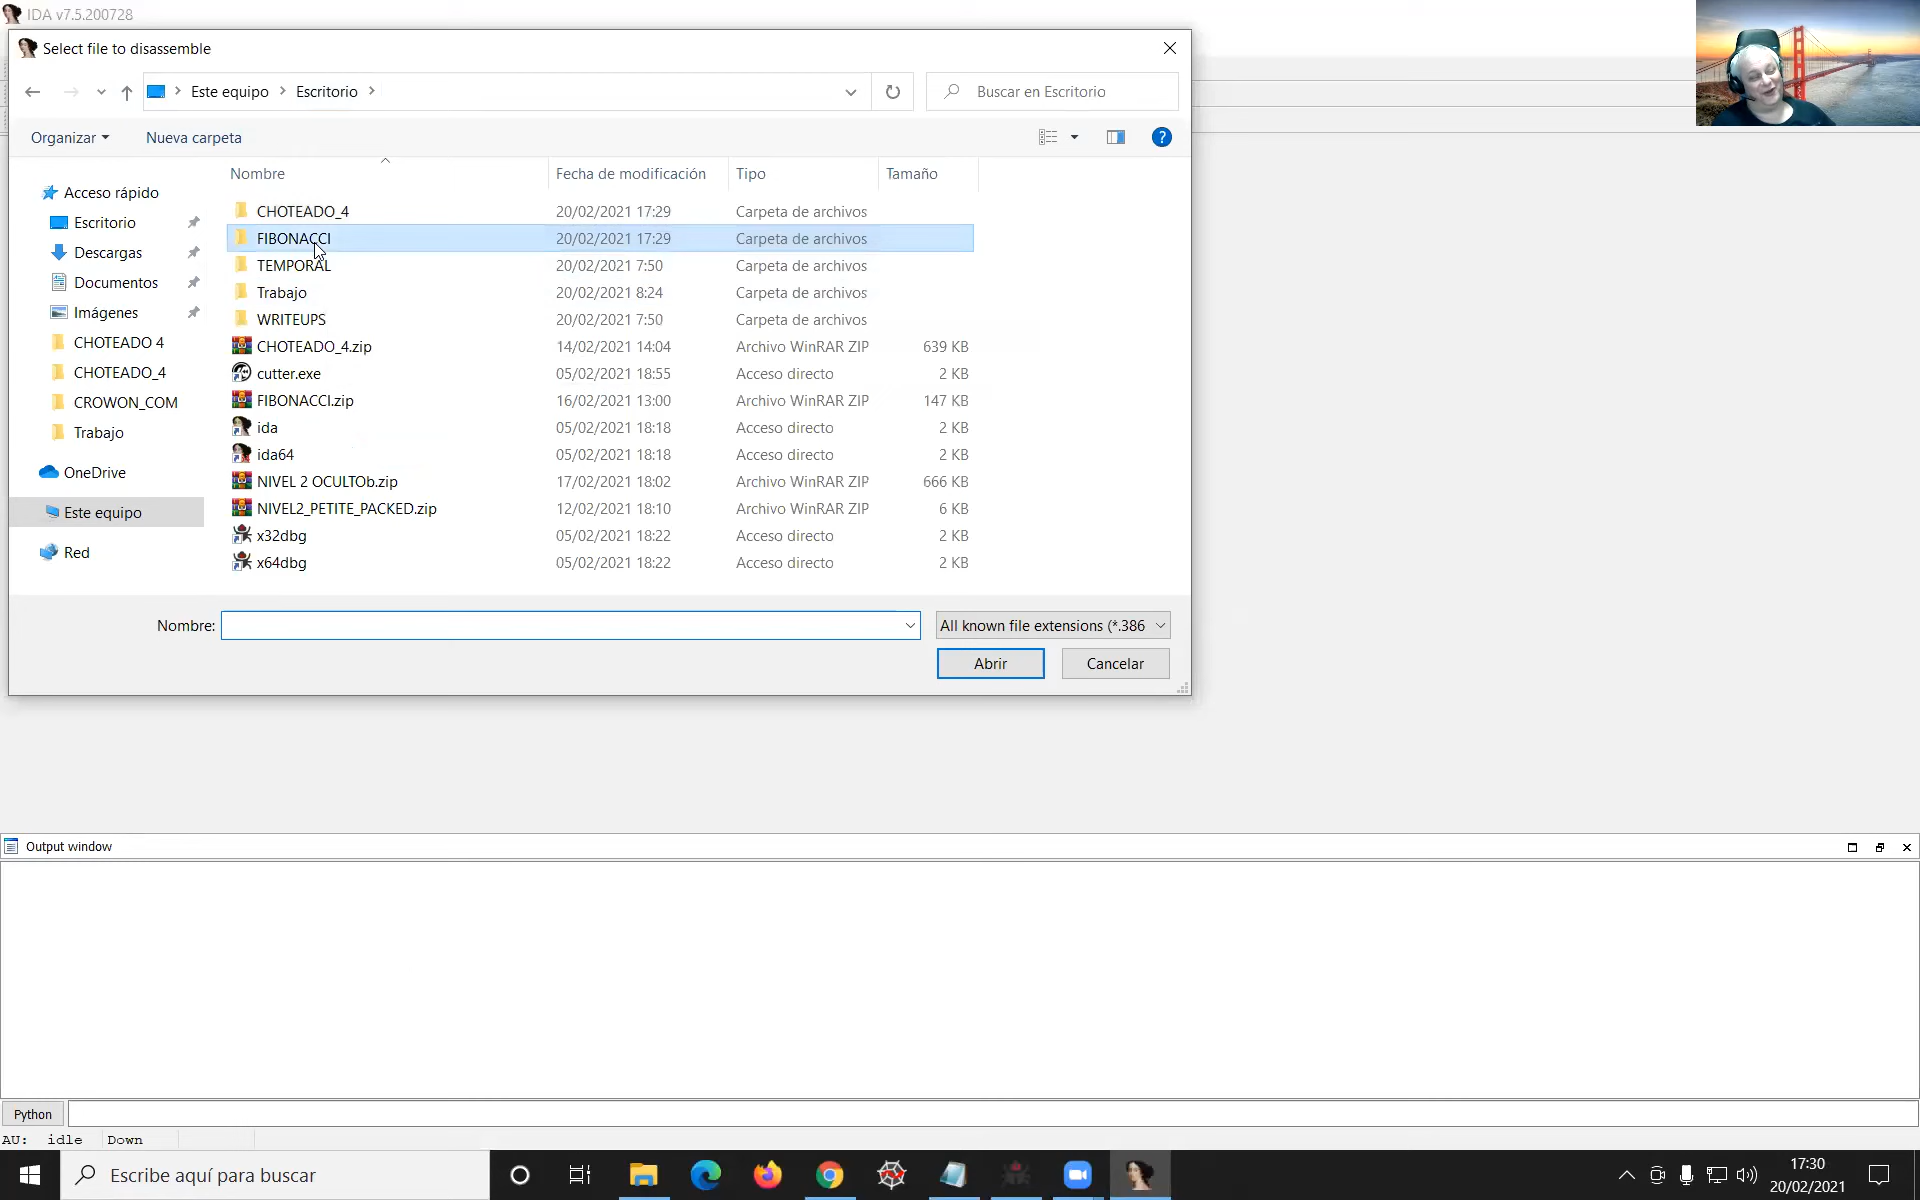 IDA v7.5.200728
Select file to disassemble
Este equipo
Escritorio
Buscar en Escritorio
Organizar
Nueva carpeta
Nombre
Fecha de modificación
Tipo
Tamaño
Acceso rápido
Escritorio
Descargas
Documentos
Imágenes
CHOTEADO 4
CHOTEADO_4
CROWON_COM
Trabajo
OneDrive
Este equipo
Red
CHOTEADO_4 20/02/2021 17:29 Carpeta de archivos
FIBONACCI 20/02/2021 17:29 Carpeta de archivos
TEMPORAL 20/02/2021 7:50 Carpeta de archivos
Trabajo 20/02/2021 8:24 Carpeta de archivos
WRITEUPS 20/02/2021 7:50 Carpeta de archivos
CHOTEADO_4.zip 14/02/2021 14:04 Archivo WinRAR ZIP 639 KB
cutter.exe 05/02/2021 18:55 Acceso directo 2 KB
FIBONACCI.zip 16/02/2021 13:00 Archivo WinRAR ZIP 147 KB
ida 05/02/2021 18:18 Acceso directo 2 KB
ida64 05/02/2021 18:18 Acceso directo 2 KB
NIVEL 2 OCULTOb.zip 17/02/2021 18:02 Archivo WinRAR ZIP 666 KB
NIVEL2_PETITE_PACKED.zip 12/02/2021 18:10 Archivo WinRAR ZIP 6 KB
x32dbg 05/02/2021 18:22 Acceso directo 2 KB
x64dbg 05/02/2021 18:22 Acceso directo 2 KB
Nombre:
All known file extensions (*.386
Abrir
Cancelar
Output window
Python
AU: idle Down
Escribe aquí para buscar
17:30
20/02/2021